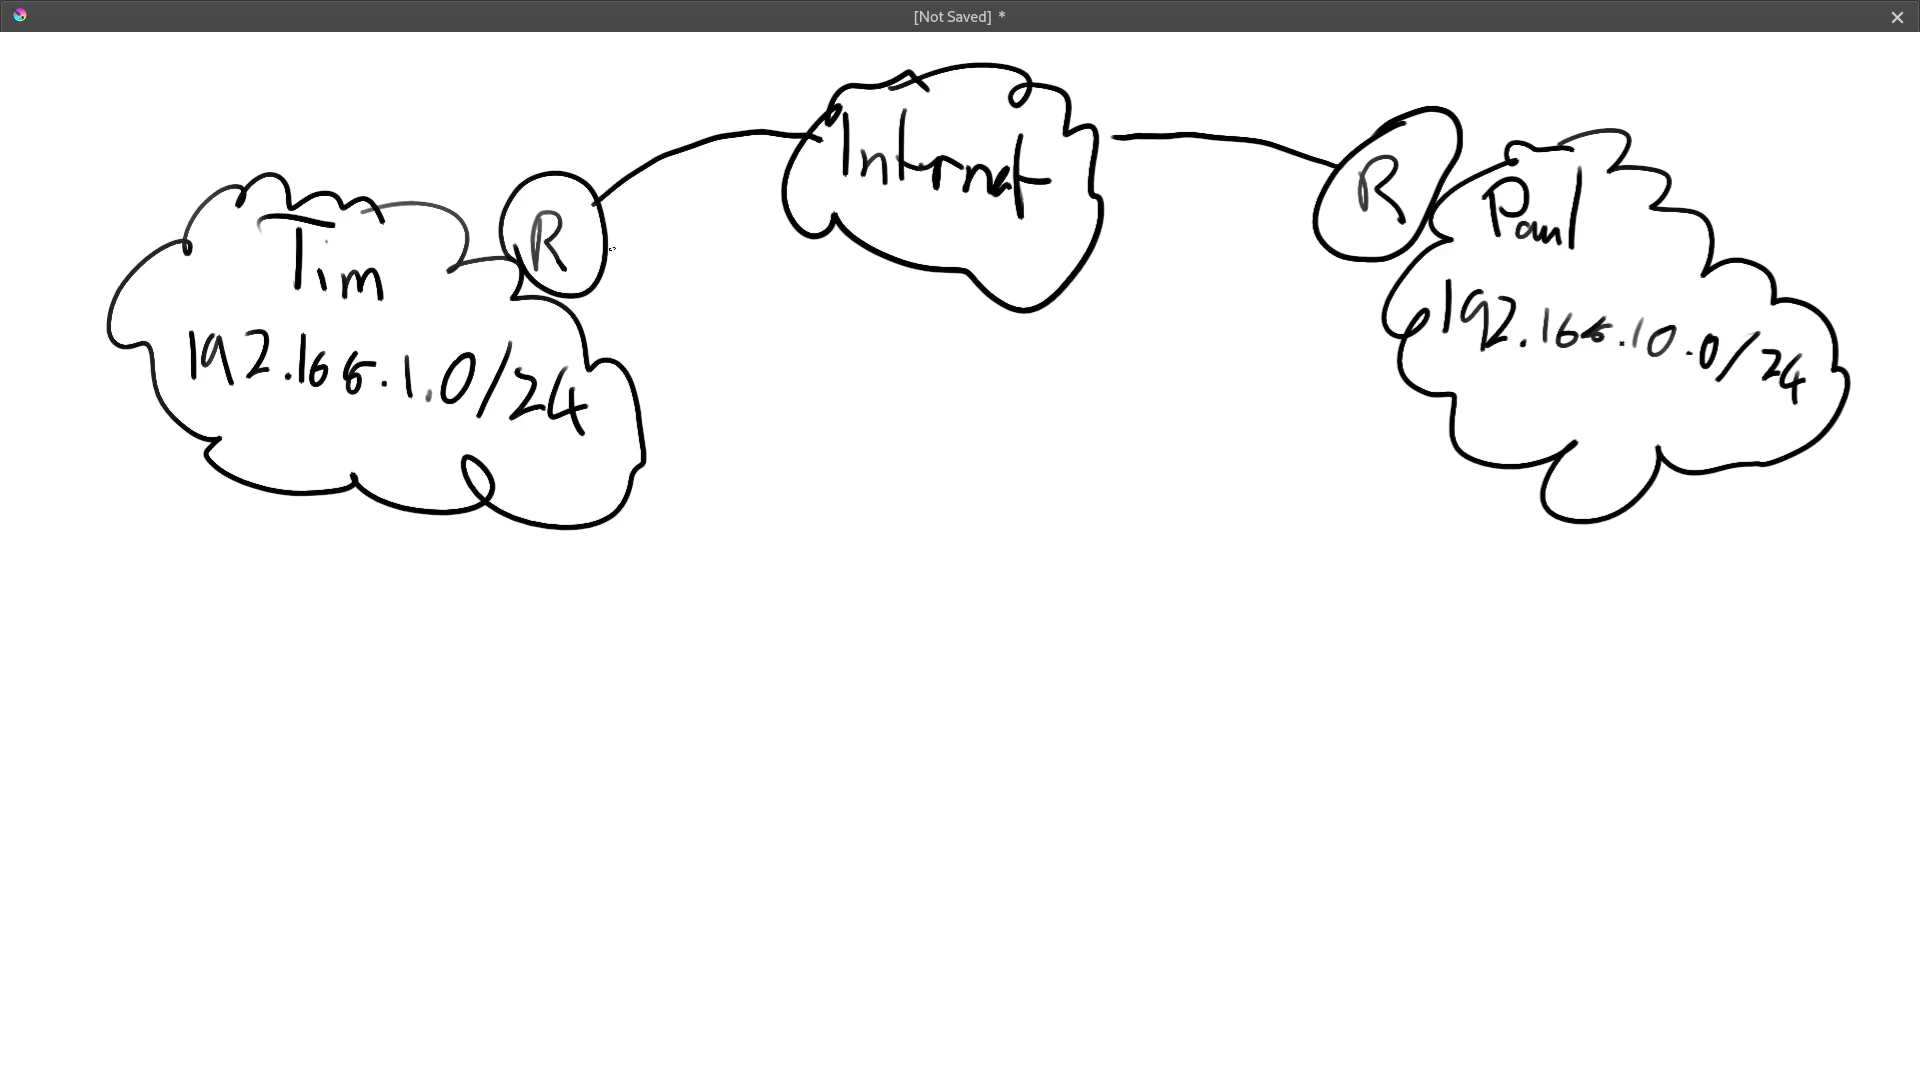 [Not Saved] *
Internet
R
Paul
R
Tim
192.168.10.0/24
192.168.1.0/24